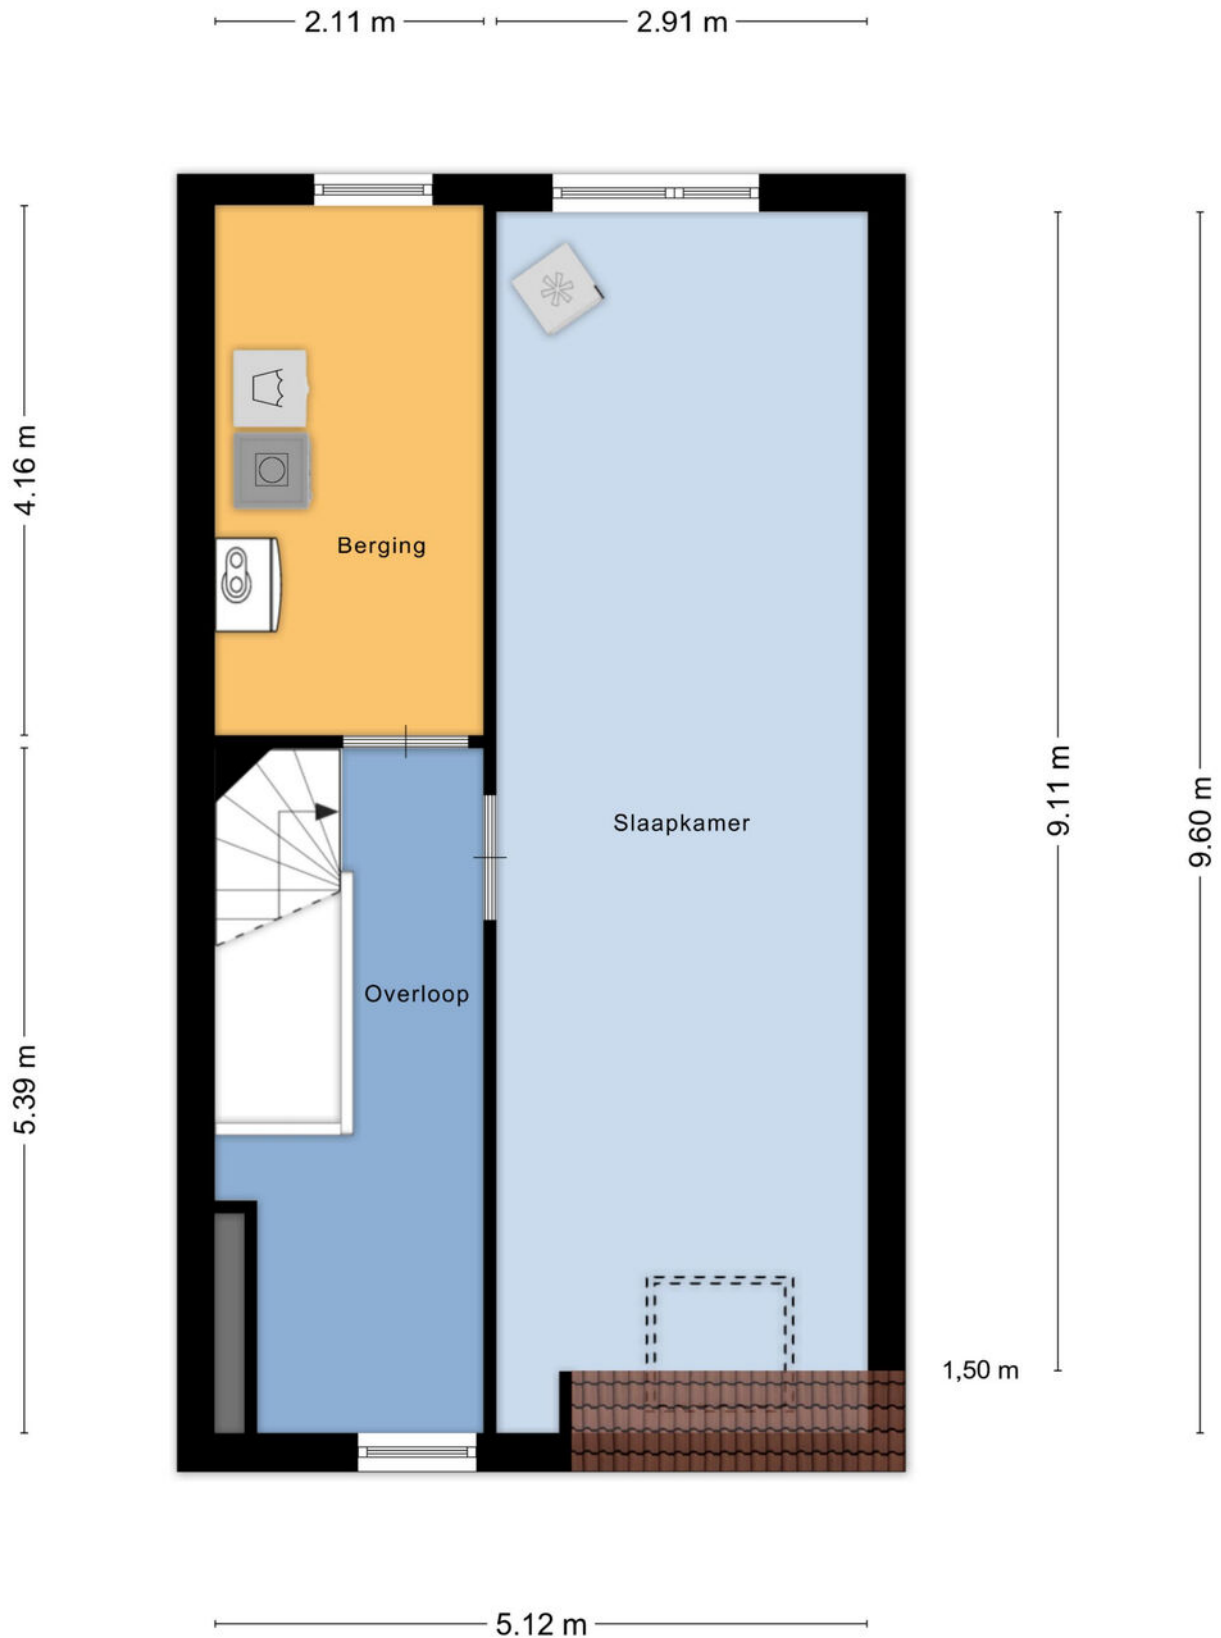 2.11 m
2.91 m
4.16 m
Berging
Slaapkamer
9.11 m
9.60 m
Overloop
5.39 m
1,50 m
5.12 m